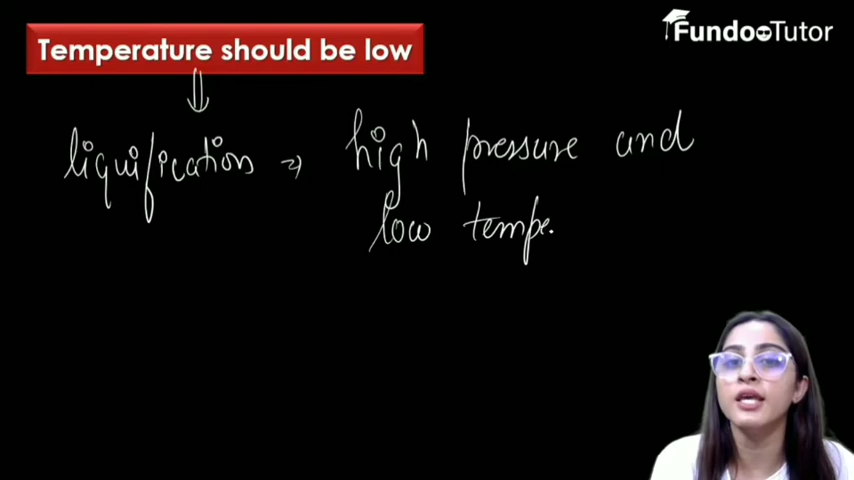 FundooTutor
Temperature should be low
liquification → high pressure and
low tempe.